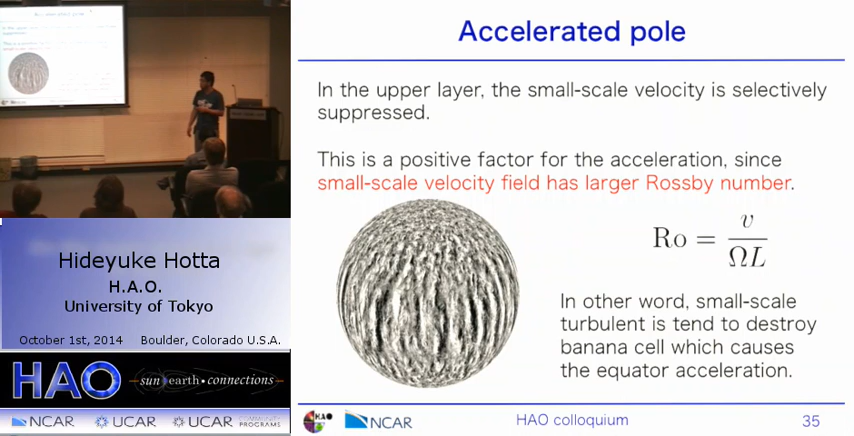 Accelerated pole
In the upper layer, the small-scale velocity is selectively
suppressed.
This is a positive factor for the acceleration, since
small-scale velocity field has larger Rossby number.
Ro = v / ΩL
In other word, small-scale
turbulent is tend to destroy
banana cell which causes
the equator acceleration.
HAO
NCAR
HAO colloquium
35
Hideyuke Hotta
H.A.O.
University of Tokyo
October 1st, 2014 Boulder, Colorado U.S.A.
HAO
sun earth • connections
NCAR
UCAR
UCAR COMMUNITY
PROGRAMS